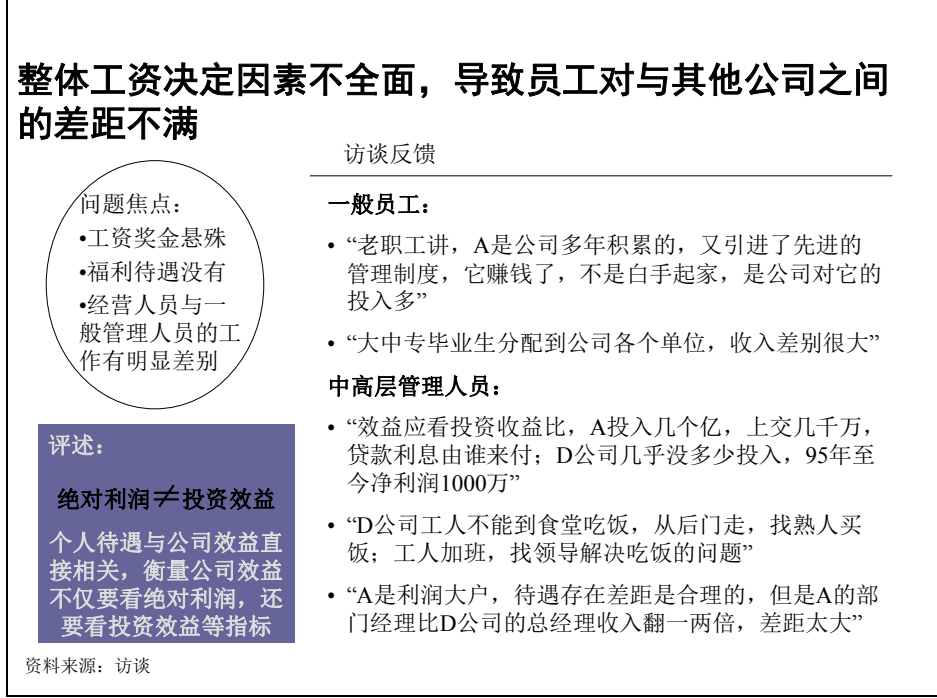 整体工资决定因素不全面，导致员工对与其他公司之间
的差距不满
访谈反馈
问题焦点：
•工资奖金悬殊
•福利待遇没有
•经营人员与一
般管理人员的工
作有明显差别
评述：
绝对利润≠投资效益
个人待遇与公司效益直
接相关，衡量公司效益
不仅要看绝对利润，还
要看投资效益等指标
一般员工：
• “老职工讲，A是公司多年积累的，又引进了先进的
管理制度，它赚钱了，不是白手起家，是公司对它的
投入多”
• “大中专毕业生分配到公司各个单位，收入差别很大”
中高层管理人员：
• “效益应看投资收益比，A投入几个亿，上交几千万，
贷款利息由谁来付；D公司几乎没多少投入，95年至
今净利润1000万”
• “D公司工人不能到食堂吃饭，从后门走，找熟人买
饭；工人加班，找领导解决吃饭的问题”
• “A是利润大户，待遇存在差距是合理的，但是A的部
门经理比D公司的总经理收入翻一两倍，差距太大”
资料来源：访谈